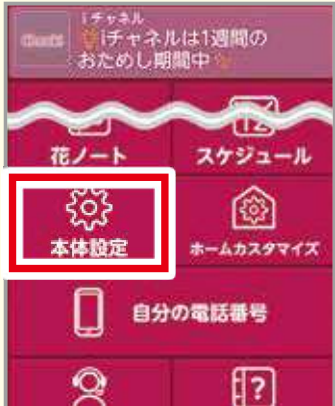 iチャネル
iチャネルは1週間の
おためし期間中
花ノート
スケジュール
本体設定
ホームカスタマイズ
自分の電話番号
?